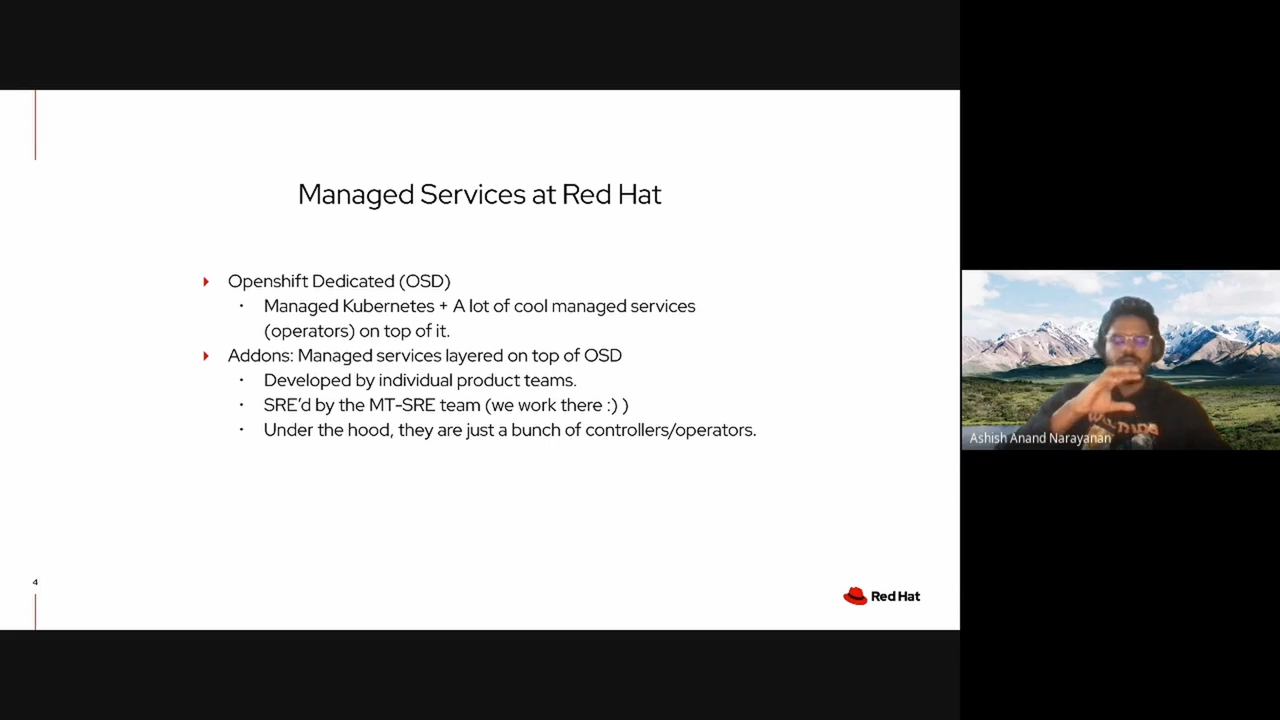 Managed Services at Red Hat
Openshift Dedicated (OSD)
Managed Kubernetes + A lot of cool managed services
(operators) on top of it.
Addons: Managed services layered on top of OSD
Developed by individual product teams.
SRE'd by the MT-SRE team (we work there :) )
Under the hood, they are just a bunch of controllers/operators.
4
Red Hat
Ashish Anand Narayanan